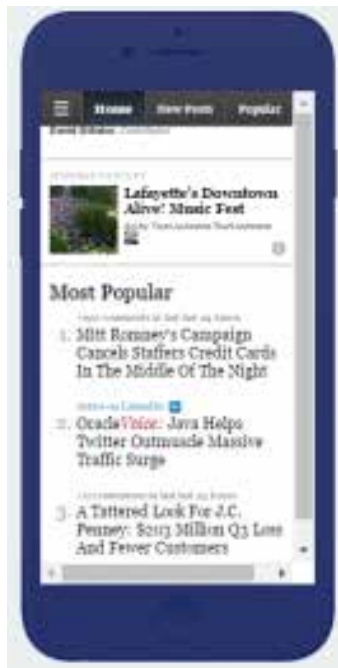 Home New Posts Popular
Lafayette's Downtown
Alive! Music Fest
Most Popular
1. Mitt Romney's Campaign
Cancels Staffers Credit Cards
In The Middle Of The Night
2. OracleVoice: Java Helps
Twitter Outmuscle Massive
Traffic Surge
3. A Tattered Look For J.C.
Penney: $203 Million Q3 Loss
And Fewer Customers